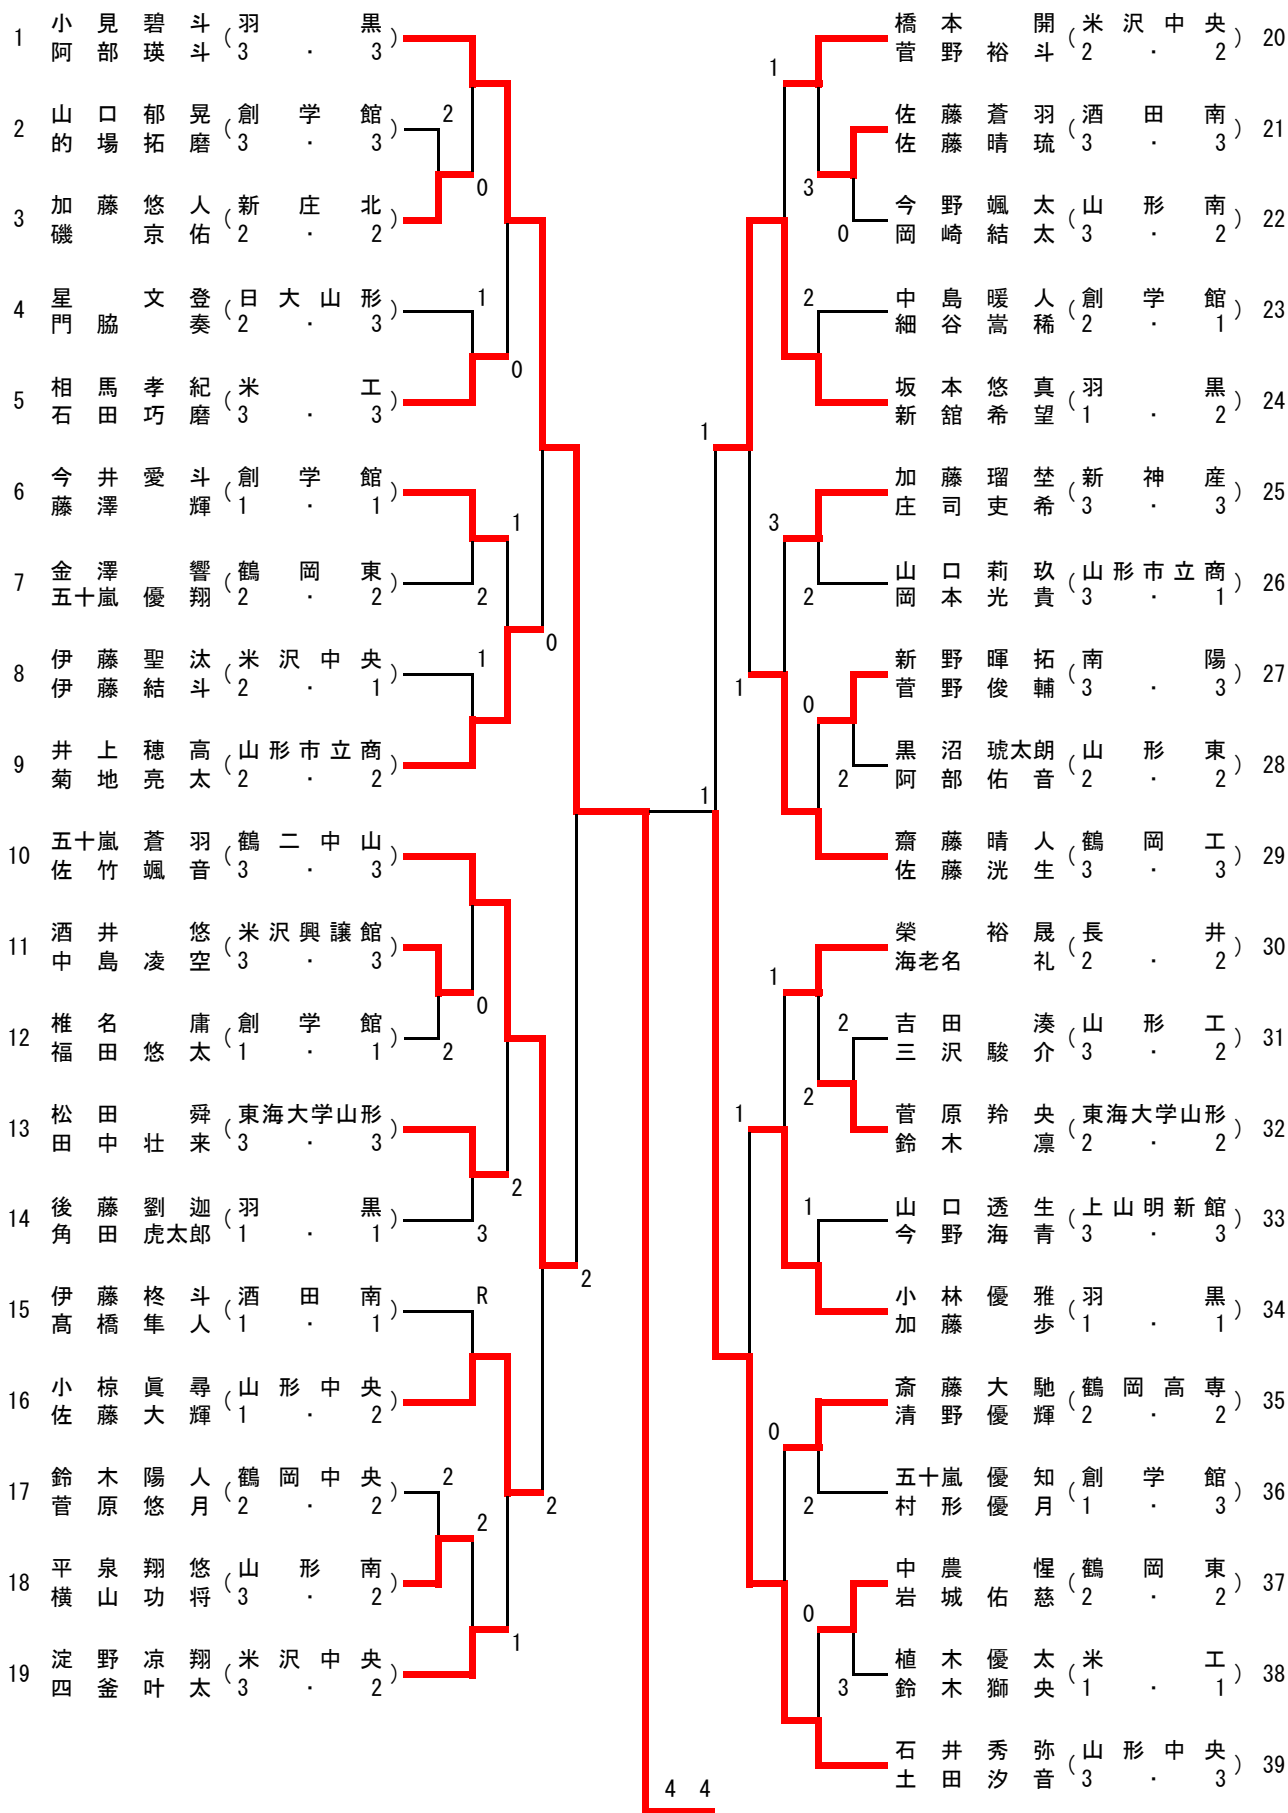 1 小見碧斗 (羽黒)
阿部瑛斗 3・3
2 山口郁晃 (創学館)
的場拓磨 3・3
2
3 加藤悠人 (新庄北)
磯京佑 2・2
0
4 星文登 (日大山形)
門脇奏 2・3
1
5 相馬孝紀 (米工)
石田巧磨 3・3
0
6 今井愛斗 (創学館)
藤澤輝 1・1
1
7 金澤響 (鶴岡東)
五十嵐優翔 2・2
2
0
8 伊藤聖汰 (米沢中央)
伊藤結斗 2・1
1
9 井上穂高 (山形市立商)
菊地亮太 2・2
10 五十嵐蒼羽 (鶴二中山)
佐竹颯音 3・3
11 酒井悠 (米沢興譲館)
中島凌空 3・3
0
12 椎名庸 (創学館)
福田悠太 1・1
2
13 松田舜 (東海大学山形)
田中壮来 3・3
2
14 後藤劉迦 (羽黒)
角田虎太郎 1・1
3
2
15 伊藤柊斗 (酒田南)
髙橋隼人 1・1
R
16 小椋眞尋 (山形中央)
佐藤大輝 1・2
17 鈴木陽人 (鶴岡中央)
菅原悠月 2・2
2
2
2
18 平泉翔悠 (山形南)
横山功将 3・2
1
19 淀野凉翔 (米沢中央)
四釜叶太 3・2
橋本開 (米沢中央) 20
菅野裕斗 2・2
1
佐藤蒼羽 (酒田南) 21
佐藤晴琉 3・3
3
今野颯太 (山形南) 22
岡崎結太 3・2
0
中島暖人 (創学館) 23
細谷嵩稀 2・1
2
坂本悠真 (羽黒) 24
新舘希望 1・2
1
加藤瑠埜 (新神産) 25
庄司吏希 3・3
3
山口莉玖 (山形市立商) 26
岡本光貴 3・1
2
新野暉拓 (南陽) 27
菅野俊輔 3・3
1
0
黒沼琥太朗 (山形東) 28
阿部佑音 2・2
2
1
齋藤晴人 (鶴岡工) 29
佐藤洸生 3・3
榮裕晟 (長井) 30
海老名礼 2・2
1
吉田湊 (山形工) 31
三沢駿介 3・2
2
菅原羚央 (東海大学山形) 32
鈴木凛 2・2
2
1
山口透生 (上山明新館) 33
今野海青 3・3
1
小林優雅 (羽黒) 34
加藤歩 1・1
斎藤大馳 (鶴岡高専) 35
清野優輝 2・2
0
五十嵐優知 (創学館) 36
村形優月 1・3
2
中農惺 (鶴岡東) 37
岩城佑慈 2・2
0
植木優太 (米工) 38
鈴木獅央 1・1
3
石井秀弥 (山形中央) 39
土田汐音 3・3
4 4